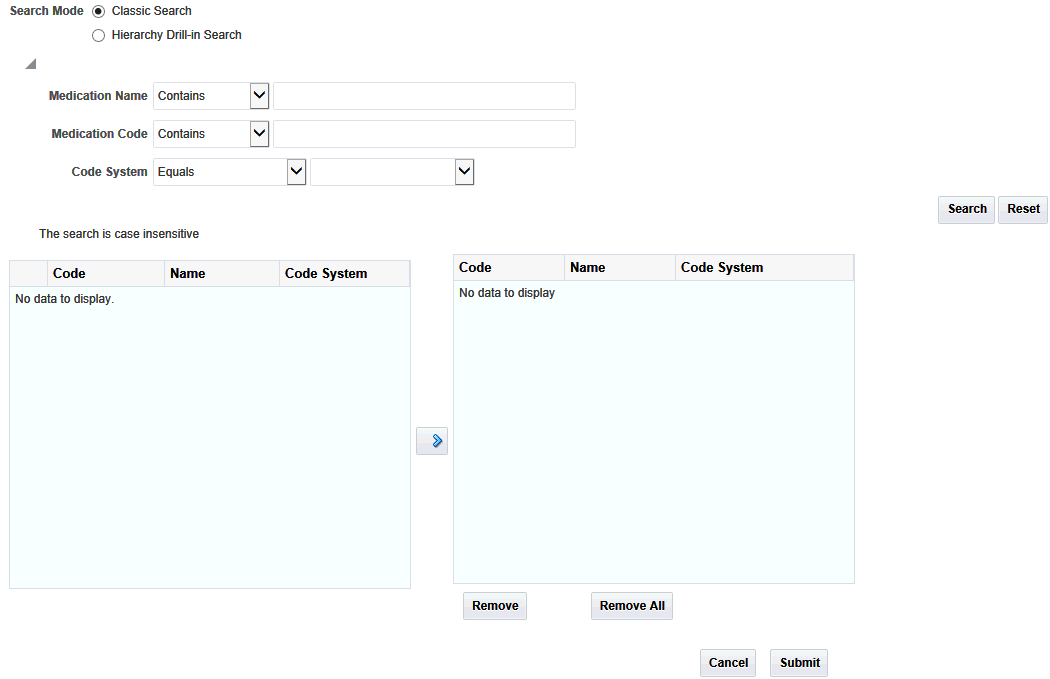 Search Mode Classic Search
Hierarchy Drill-in Search
Medication Name Contains
Medication Code Contains
Code System Equals
Search Reset
The search is case insensitive
Code Name Code System
No data to display.
Code Name Code System
No data to display
Remove Remove All
Cancel Submit